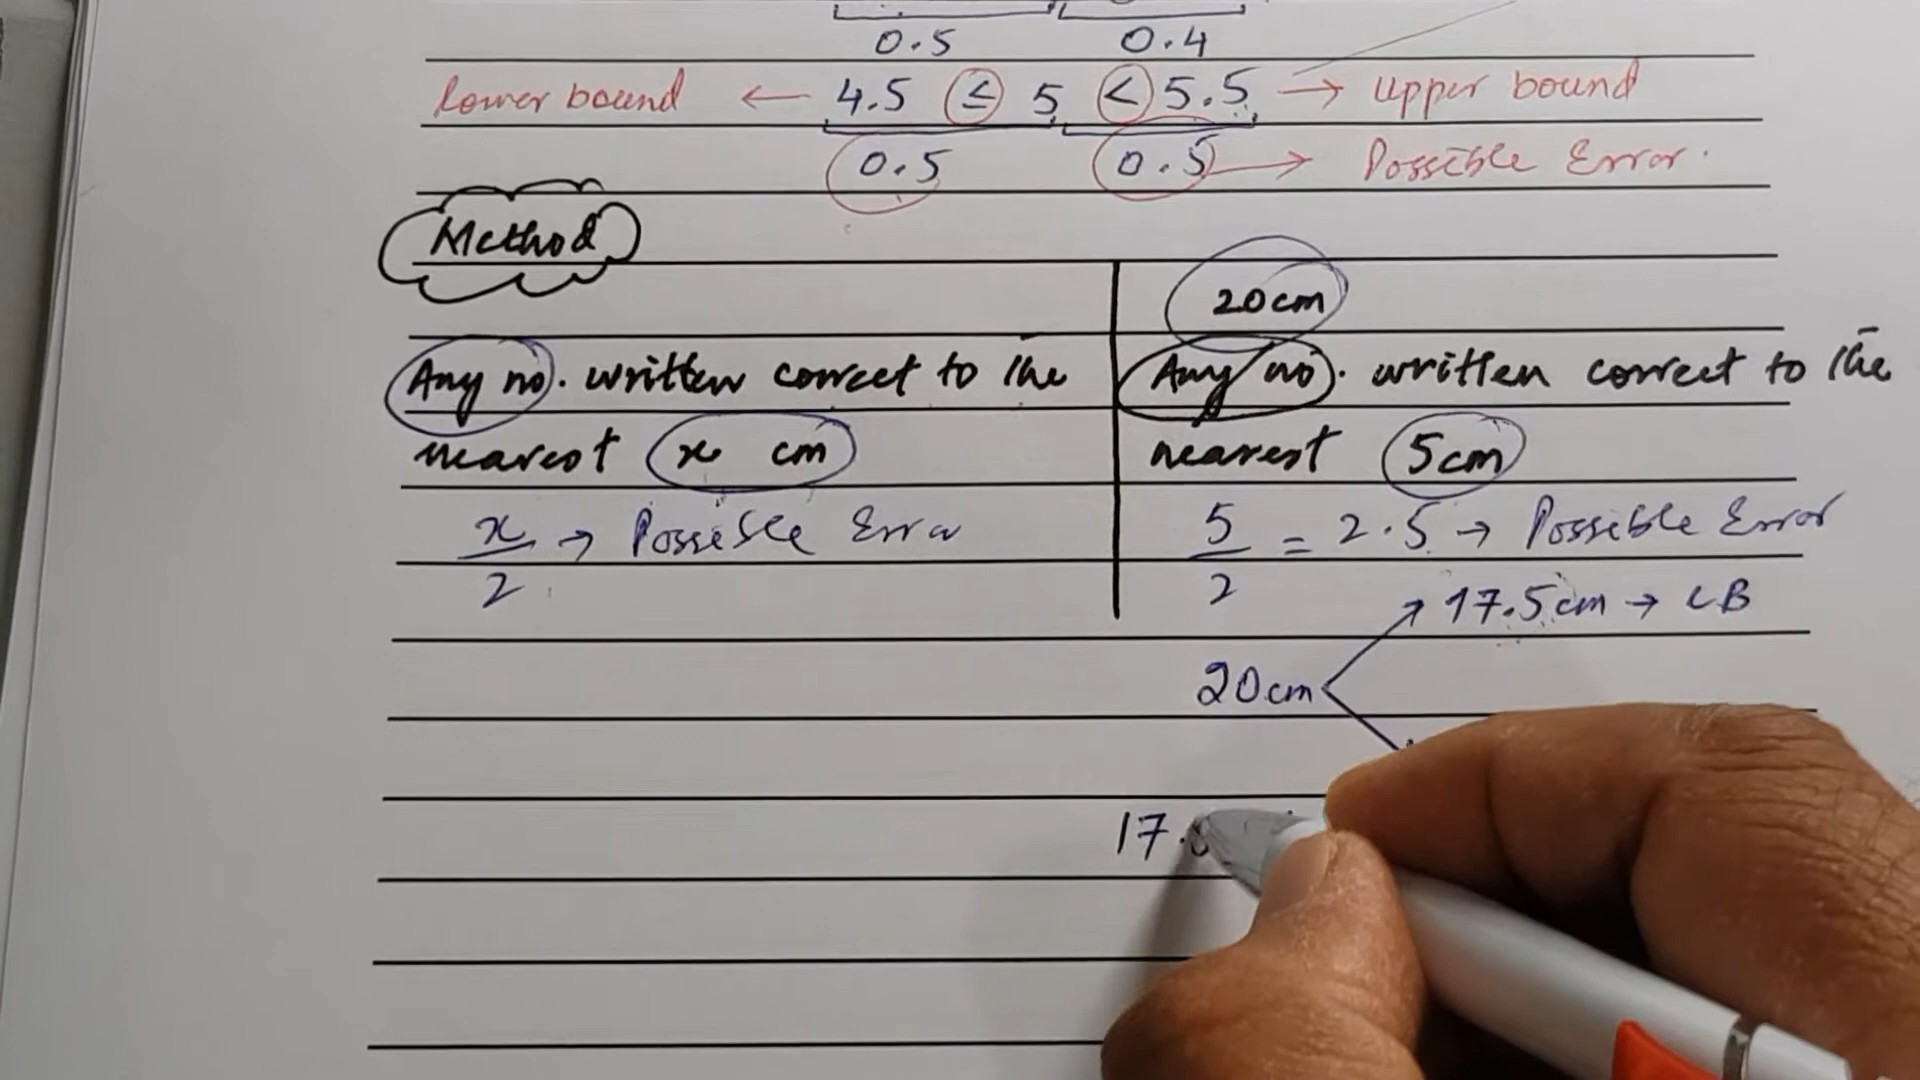 0.5 0.4
lower bound ← 4.5 ≤ 5 < 5.5 → upper bound
0.5 0.5 → Possible Error.
Method
20cm
Any no. written correct to the
nearest x cm
x/2 → Possible Error
Any no. written correct to the
nearest 5cm
5/2 = 2.5 → Possible Error
17.5cm → LB
20cm
17.